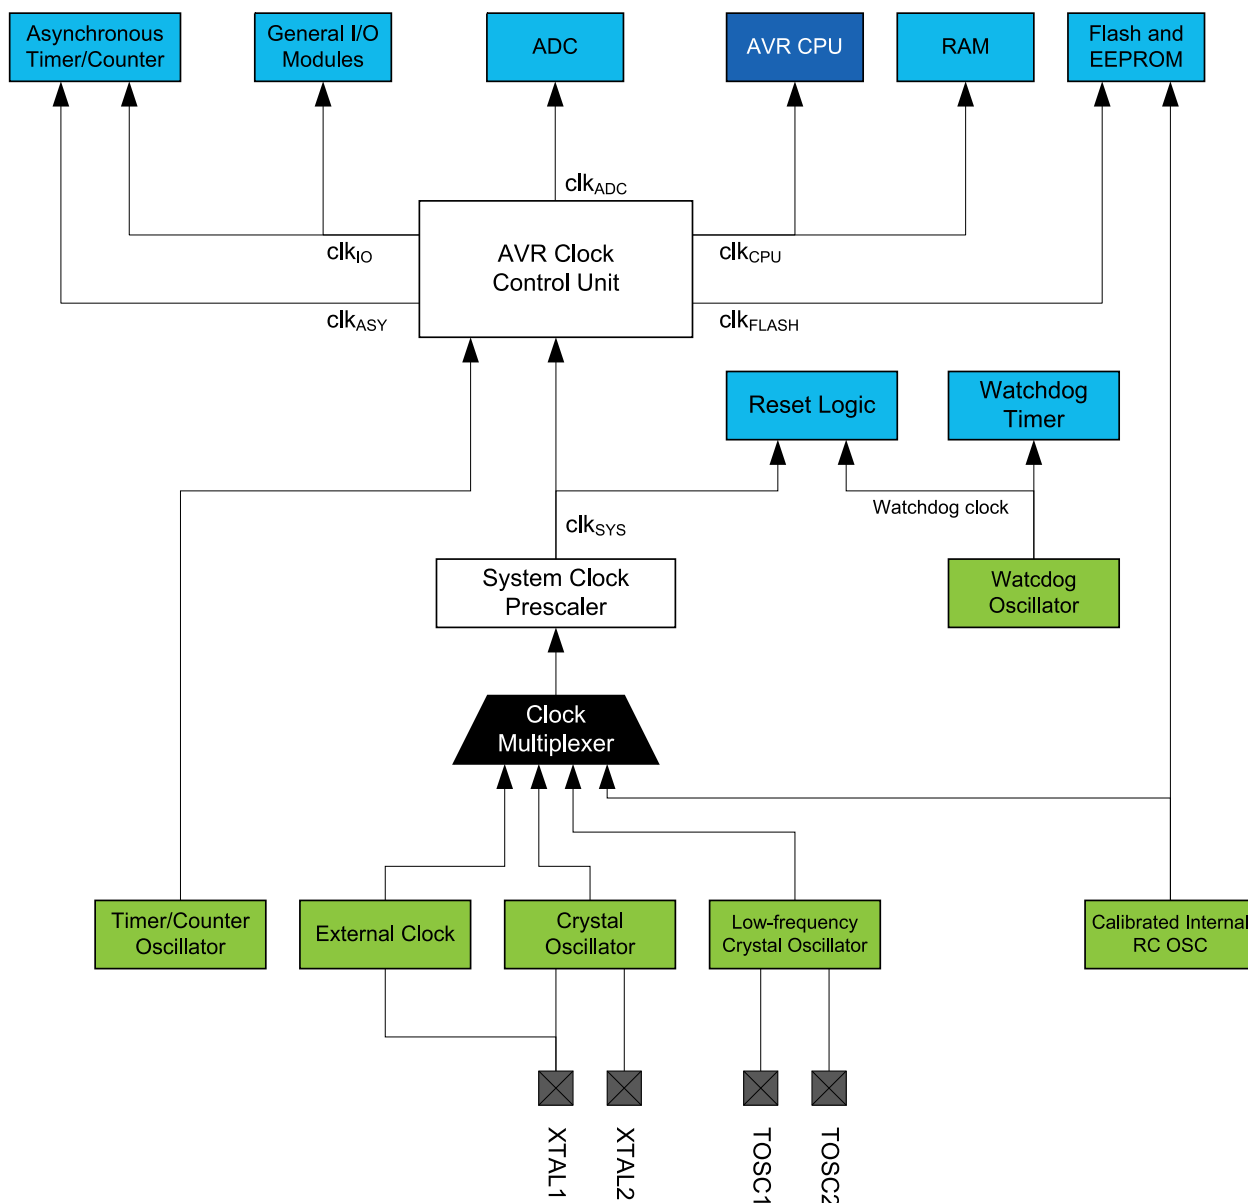 Asynchronous
Timer/Counter
General I/O
Modules
ADC
AVR CPU
RAM
Flash and
EEPROM
clkADC
AVR Clock
Control Unit
clkIO
clkCPU
clkASY
clkFLASH
Reset Logic
Watchdog
Timer
Watchdog clock
clkSYS
System Clock
Prescaler
Watcdog
Oscillator
Clock
Multiplexer
Timer/Counter
Oscillator
External Clock
Crystal
Oscillator
Low-frequency
Crystal Oscillator
Calibrated Internal
RC OSC
XTAL1
XTAL2
TOSC1
TOSC2